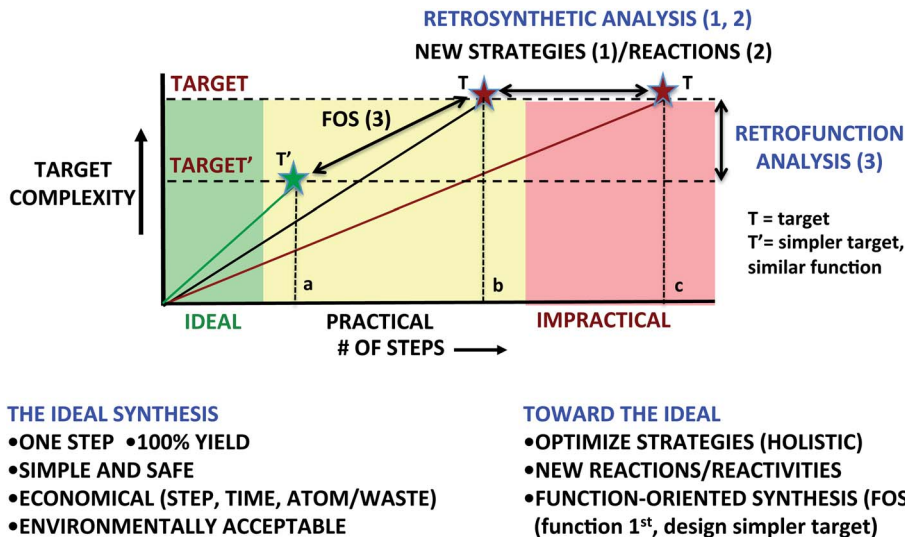 RETROSYNTHETIC ANALYSIS (1, 2)
NEW STRATEGIES (1)/REACTIONS (2)
TARGET
T
T
FOS (3)
TARGET'
T'
TARGET
COMPLEXITY
RETROFUNCTION
ANALYSIS (3)
T = target
T'= simpler target,
similar function
a
b
c
IDEAL
PRACTICAL
IMPRACTICAL
# OF STEPS
THE IDEAL SYNTHESIS
•ONE STEP •100% YIELD
•SIMPLE AND SAFE
•ECONOMICAL (STEP, TIME, ATOM/WASTE)
•ENVIRONMENTALLY ACCEPTABLE
TOWARD THE IDEAL
•OPTIMIZE STRATEGIES (HOLISTIC)
•NEW REACTIONS/REACTIVITIES
•FUNCTION-ORIENTED SYNTHESIS (FOS
(function 1st, design simpler target)